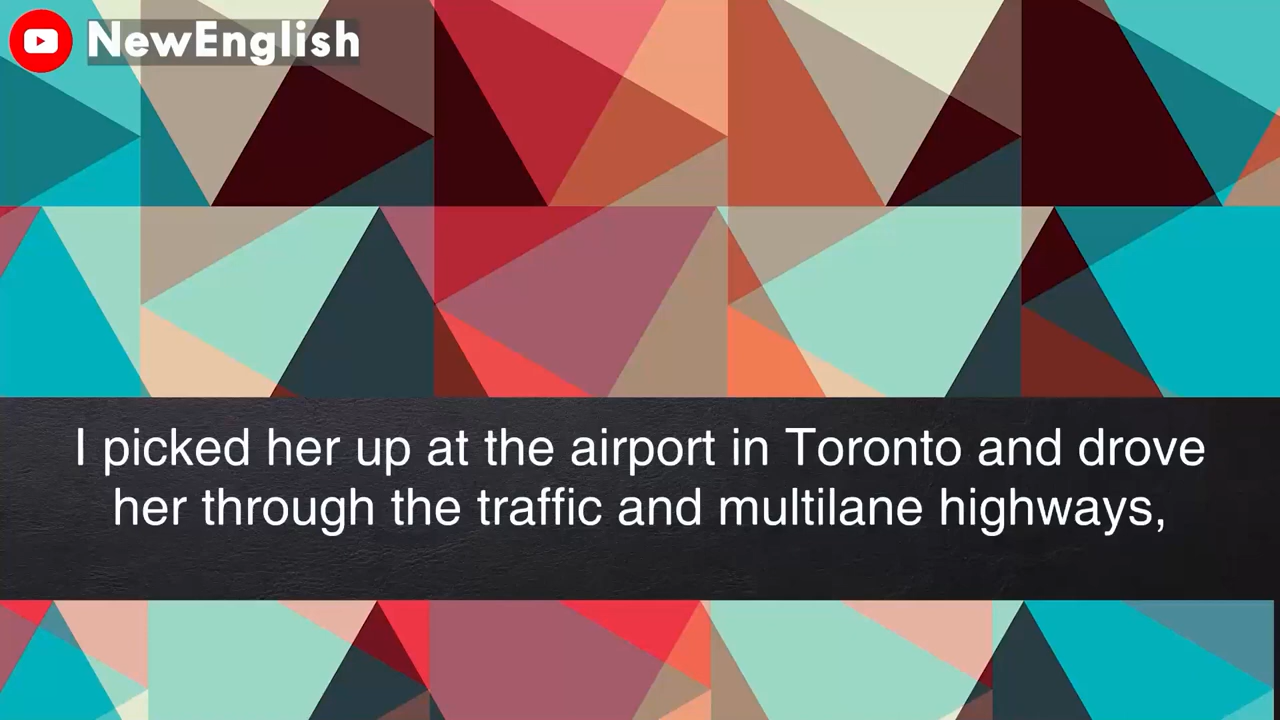 NewEnglish
I picked her up at the airport in Toronto and drove
her through the traffic and multilane highways,